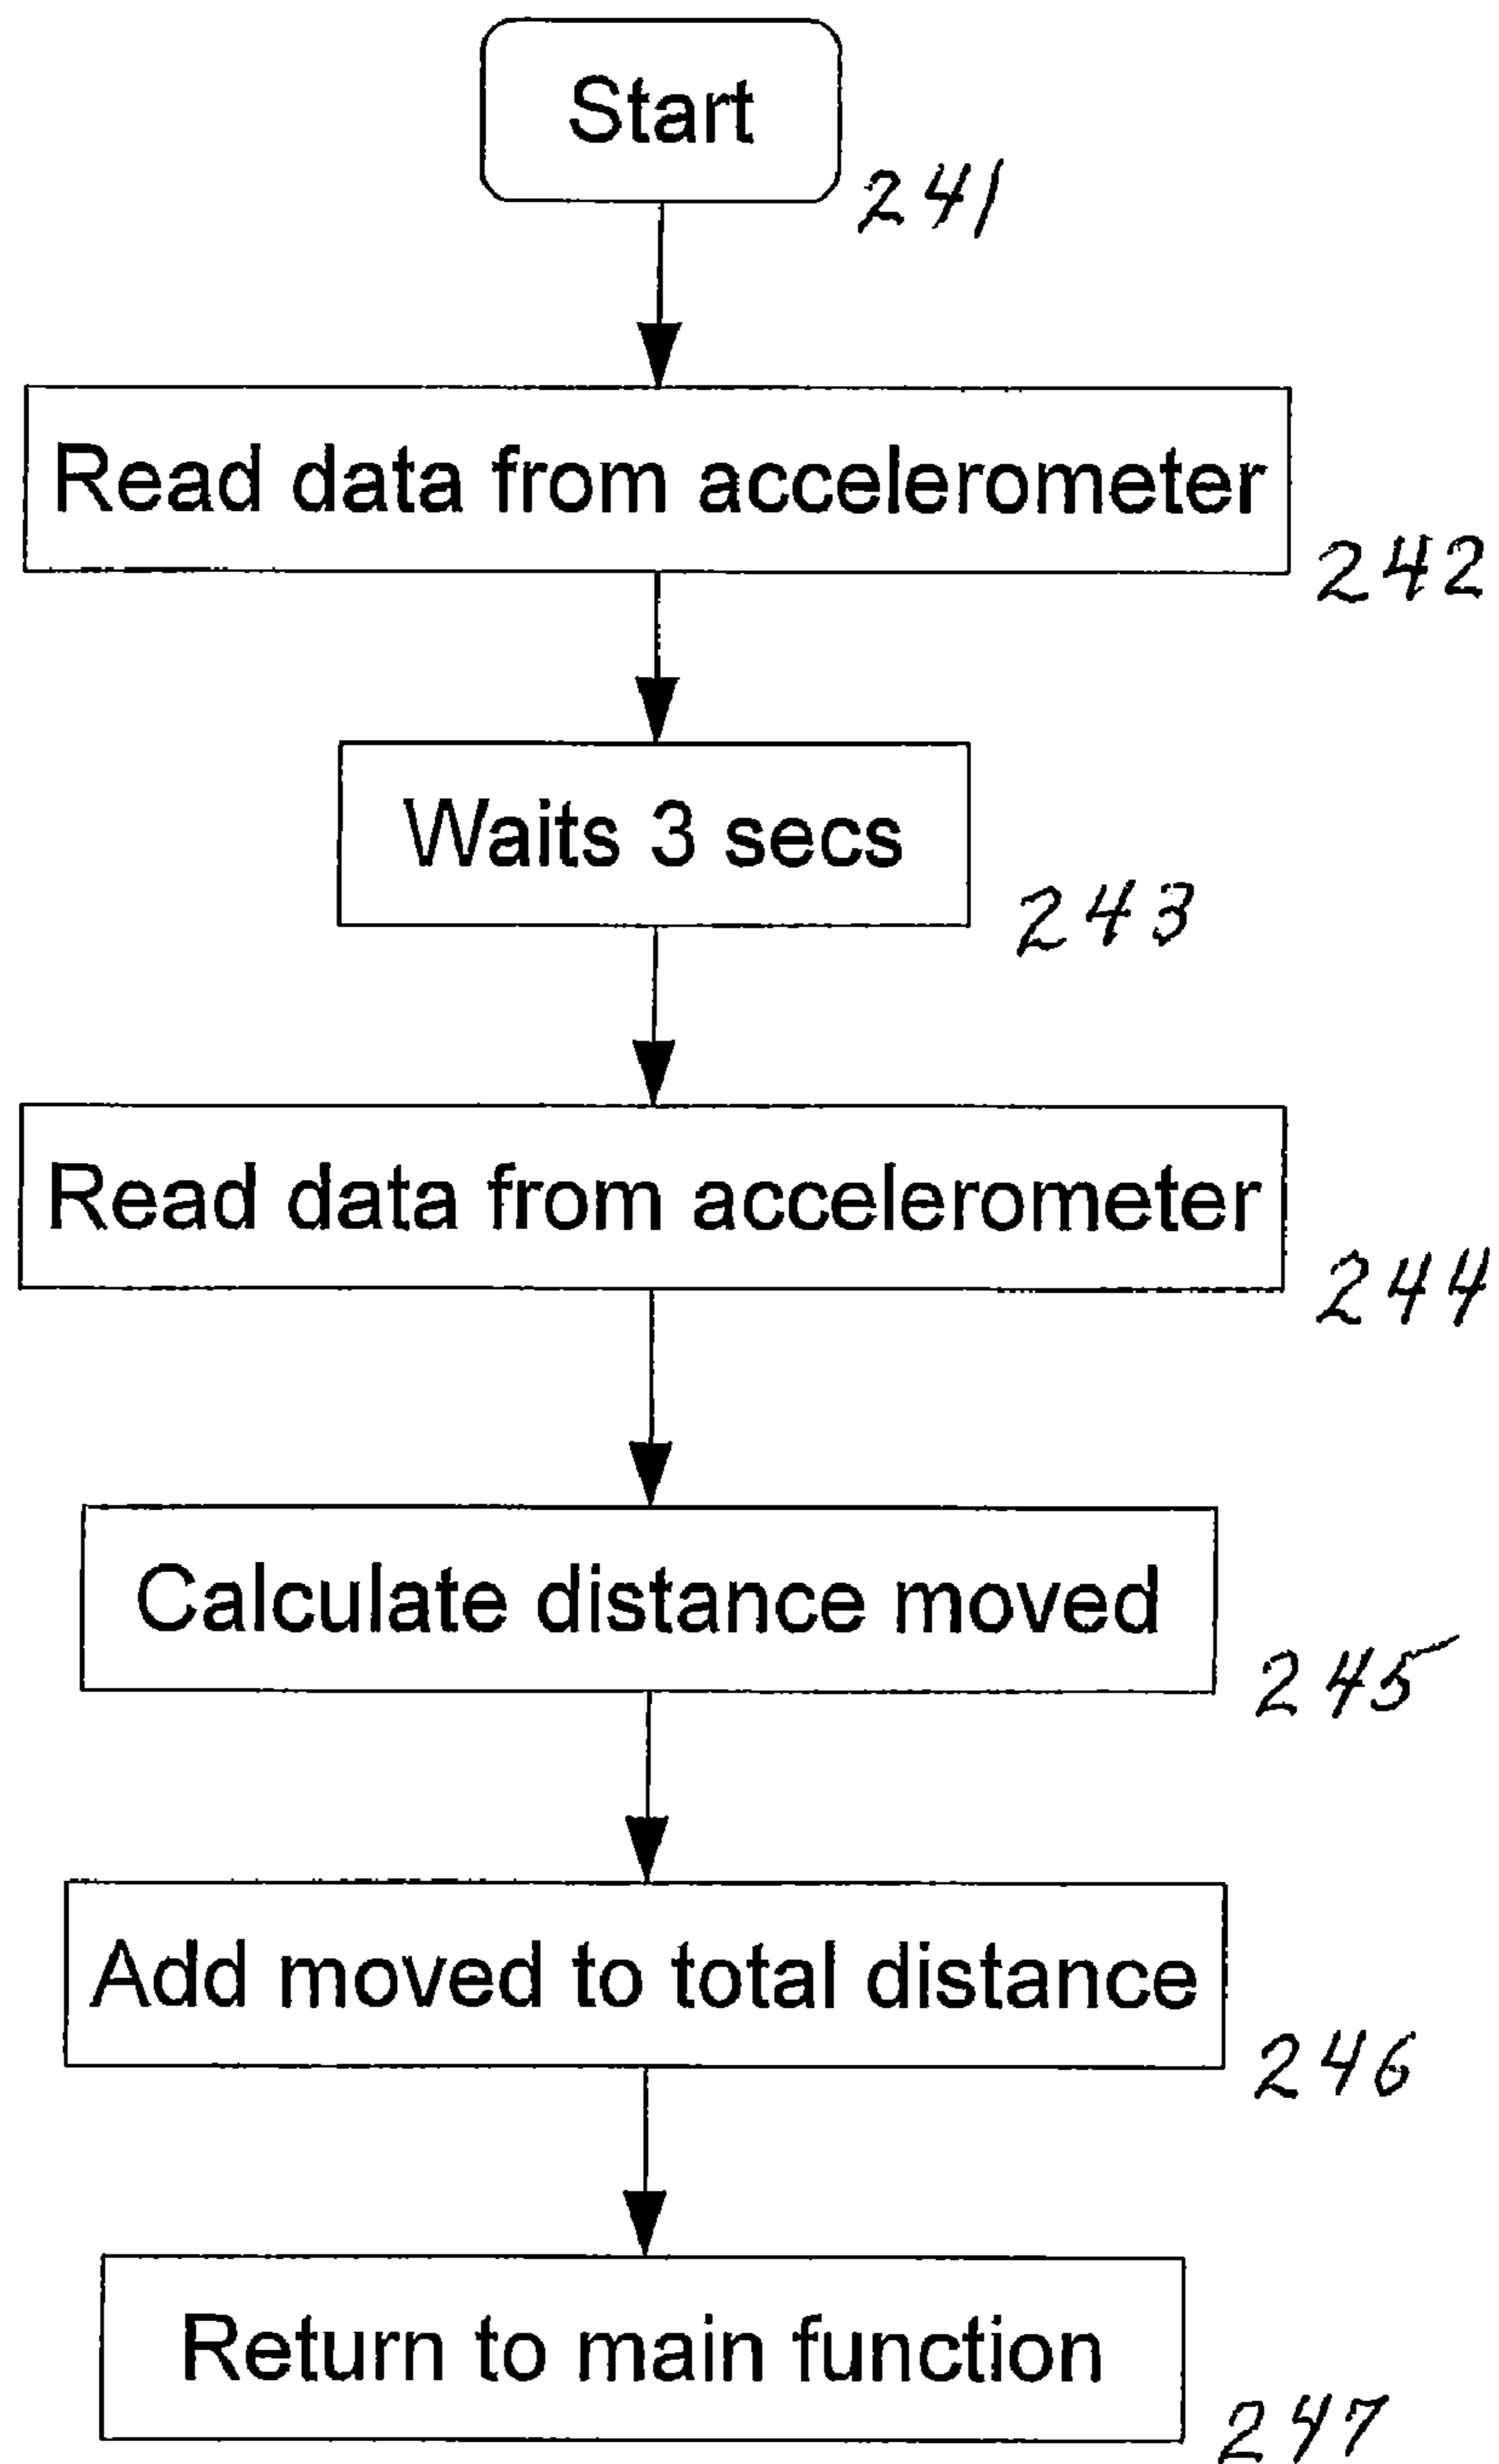 Start
241
Read data from accelerometer
242
Waits 3 secs
243
Read data from accelerometer
244
Calculate distance moved
245
Add moved to total distance
246
Return to main function
247